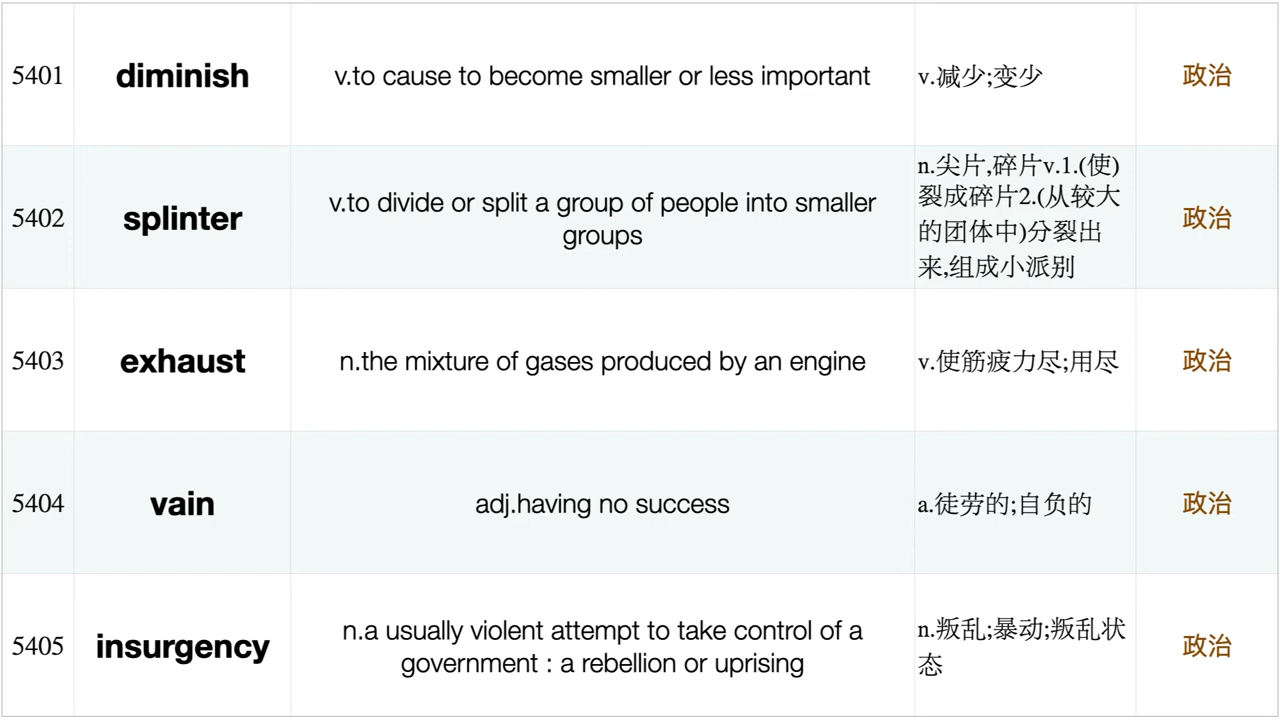 5401 diminish v.to cause to become smaller or less important v.减少;变少 政治
5402 splinter v.to divide or split a group of people into smaller groups n.尖片,碎片v.1.(使)裂成碎片2.(从较大的团体中)分裂出来,组成小派别 政治
5403 exhaust n.the mixture of gases produced by an engine v.使筋疲力尽;用尽 政治
5404 vain adj.having no success a.徒劳的;自负的 政治
5405 insurgency n.a usually violent attempt to take control of a government : a rebellion or uprising n.叛乱;暴动;叛乱状态 政治